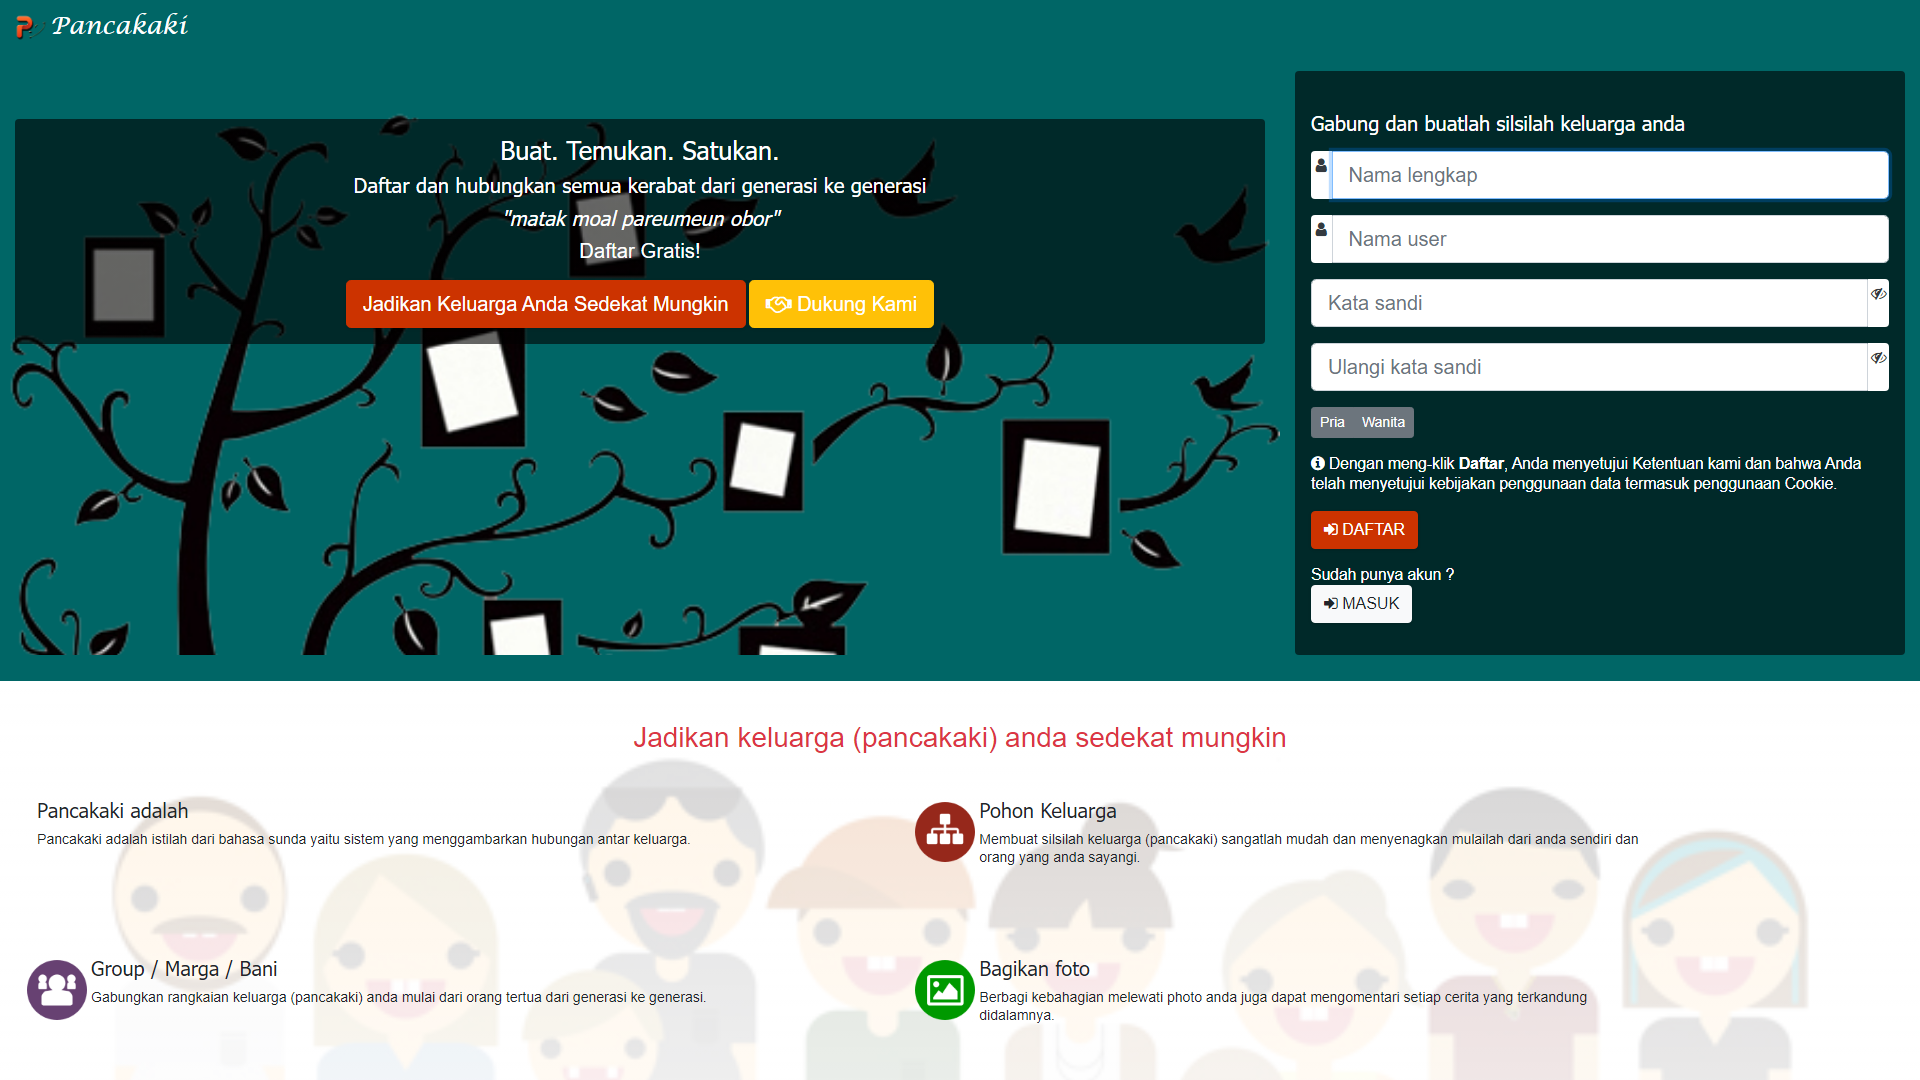 Pancakaki
Buat. Temukan. Satukan.
Daftar dan hubungkan semua kerabat dari generasi ke generasi
"matak moal pareumeun obor"
Daftar Gratis!
Jadikan Keluarga Anda Sedekat Mungkin
Dukung Kami
Gabung dan buatlah silsilah keluarga anda
Nama lengkap
Nama user
Kata sandi
Ulangi kata sandi
Pria Wanita
Dengan meng-klik Daftar, Anda menyetujui Ketentuan kami dan bahwa Anda
telah menyetujui kebijakan penggunaan data termasuk penggunaan Cookie.
DAFTAR
Sudah punya akun ?
MASUK
Jadikan keluarga (pancakaki) anda sedekat mungkin
Pancakaki adalah
Pancakaki adalah istilah dari bahasa sunda yaitu sistem yang menggambarkan hubungan antar keluarga.
Pohon Keluarga
Membuat silsilah keluarga (pancakaki) sangatlah mudah dan menyenagkan mulailah dari anda sendiri dan
orang yang anda sayangi.
Group / Marga / Bani
Gabungkan rangkaian keluarga (pancakaki) anda mulai dari orang tertua dari generasi ke generasi.
Bagikan foto
Berbagi kebahagian melewati photo anda juga dapat mengomentari setiap cerita yang terkandung
didalamnya.